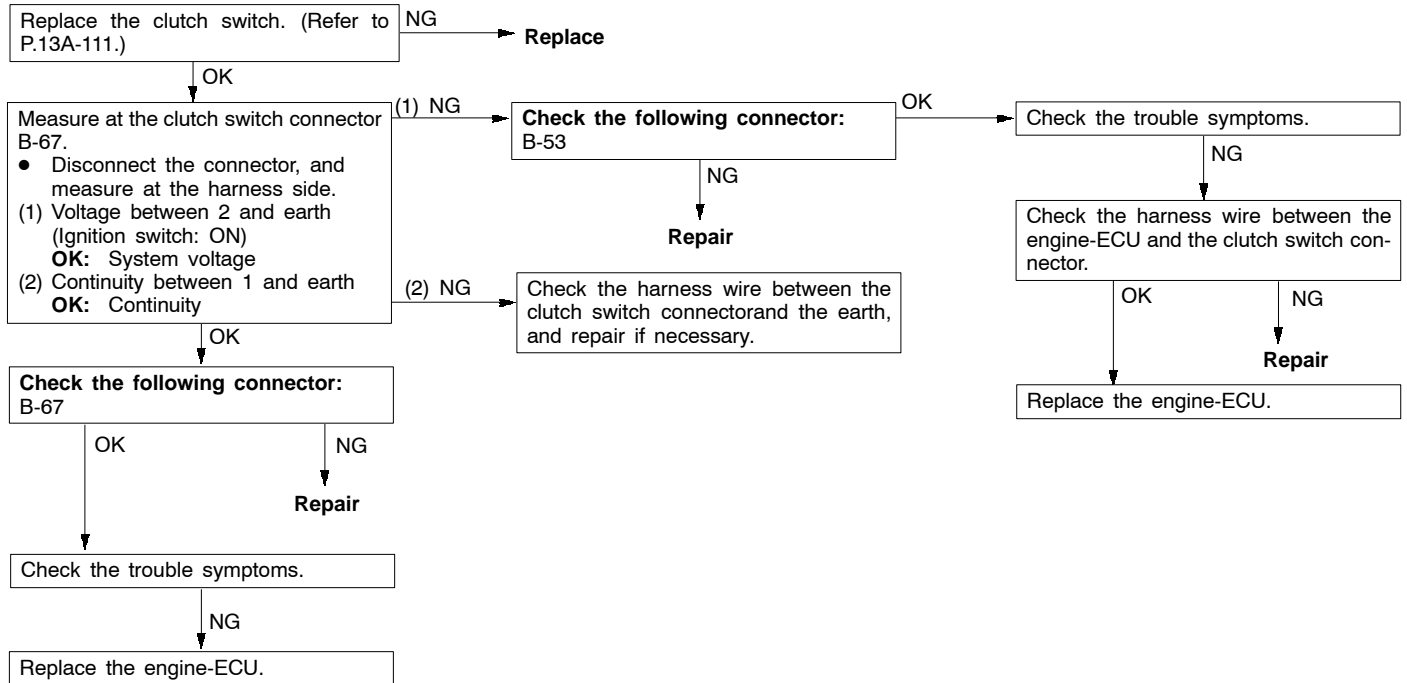 Replace the clutch switch. (Refer to
P.13A-111.)
NG
Replace
OK
Measure at the clutch switch connector
B-67.
● Disconnect the connector, and
measure at the harness side.
(1) Voltage between 2 and earth
(Ignition switch: ON)
OK: System voltage
(2) Continuity between 1 and earth
OK: Continuity
(1) NG
Check the following connector:
B-53
OK
Check the trouble symptoms.
NG
Repair
NG
Check the harness wire between the
engine-ECU and the clutch switch con-
nector.
(2) NG
Check the harness wire between the
clutch switch connectorand the earth,
and repair if necessary.
OK
NG
Repair
Replace the engine-ECU.
OK
Check the following connector:
B-67
OK
NG
Repair
Check the trouble symptoms.
NG
Replace the engine-ECU.